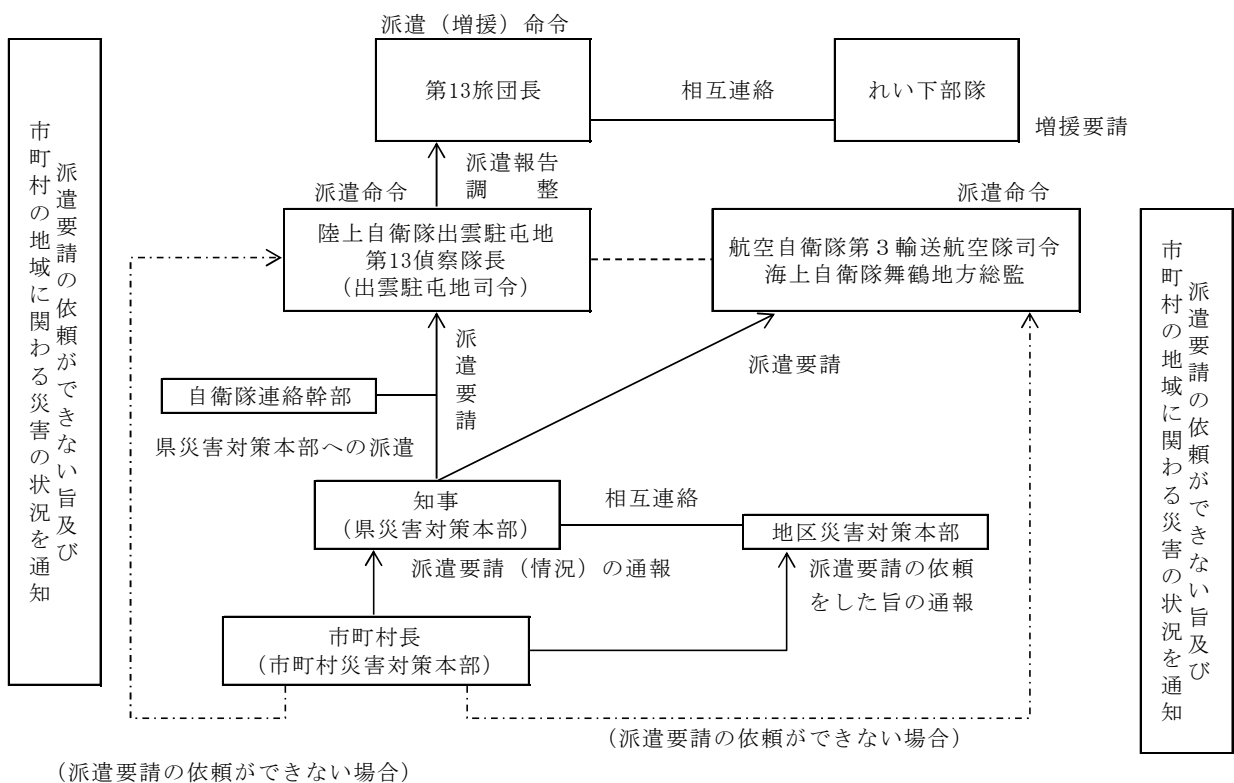 派遣（増援）命令
第13旅団長
相互連絡
れい下部隊
増援要請
派遣要請の依頼ができない旨及び
市町村の地域に関わる災害の状況を通知
派遣報告
調　　整
派遣命令
陸上自衛隊出雲駐屯地
第13偵察隊長
（出雲駐屯地司令）
派遣命令
航空自衛隊第３輸送航空隊司令
海上自衛隊舞鶴地方総監
派遣要請の依頼ができない旨及び
市町村の地域に関わる災害の状況を通知
派遣要請
派遣要請
自衛隊連絡幹部
県災害対策本部への派遣
知事
（県災害対策本部）
相互連絡
地区災害対策本部
派遣要請（情況）の通報
派遣要請の依頼
をした旨の通報
市町村長
（市町村災害対策本部）
（派遣要請の依頼ができない場合）
（派遣要請の依頼ができない場合）